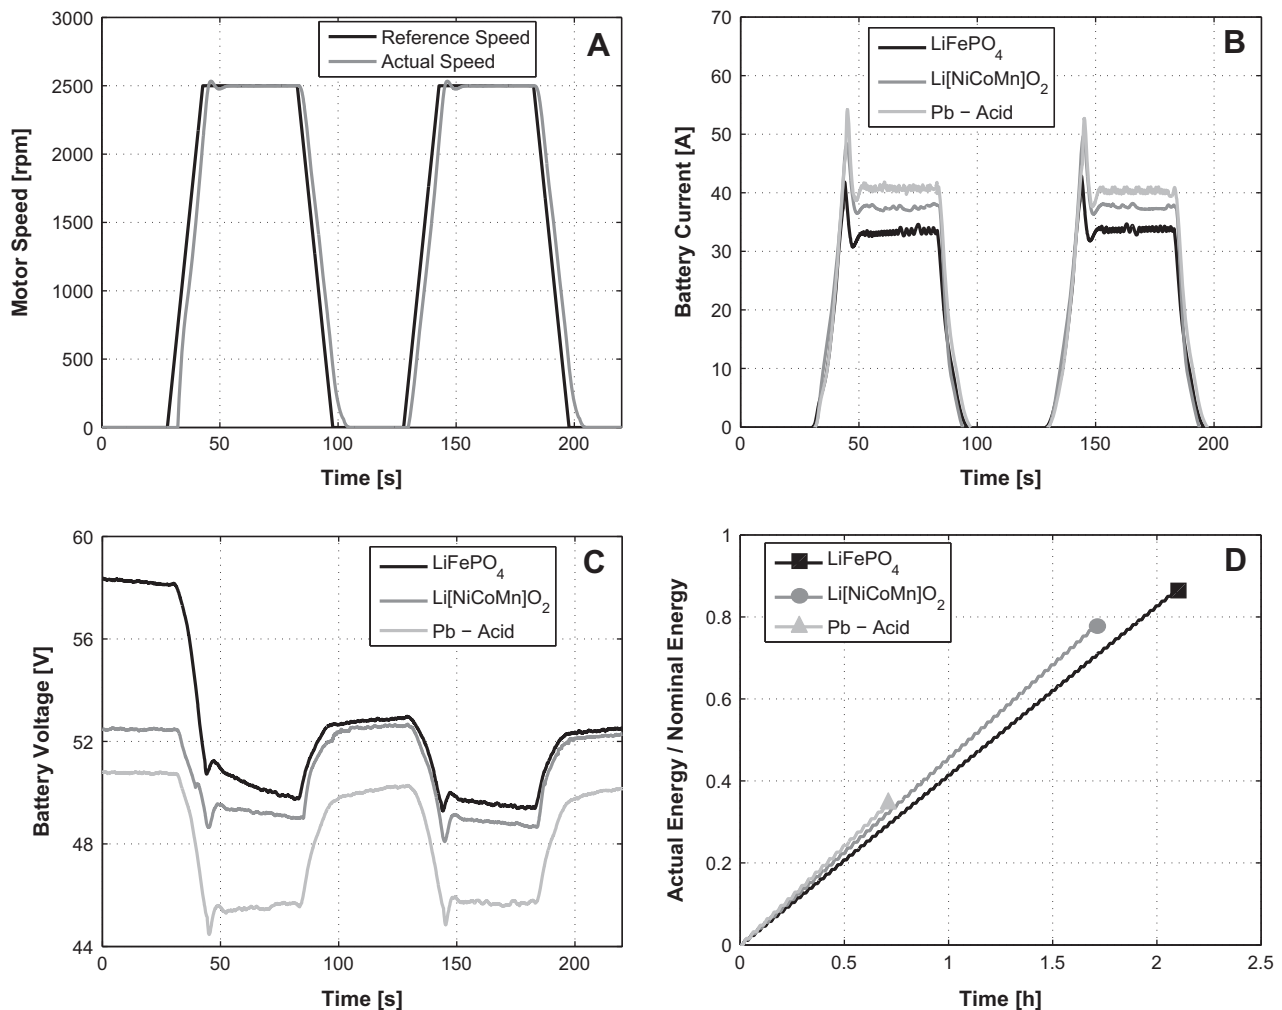 3000
2500
2000
1500
1000
500
0
Motor Speed [rpm]
Reference Speed
Actual Speed
A
0 50 100 150 200
Time [s]
70
60
50
40
30
20
10
0
Battery Current [A]
LiFePO4
Li[NiCoMn]O2
Pb − Acid
B
0 50 100 150 200
Time [s]
60
56
52
48
44
Battery Voltage [V]
LiFePO4
Li[NiCoMn]O2
Pb − Acid
C
0 50 100 150 200
Time [s]
1
0.8
0.6
0.4
0.2
0
Actual Energy / Nominal Energy
LiFePO4
Li[NiCoMn]O2
Pb − Acid
D
0 0.5 1 1.5 2 2.5
Time [h]